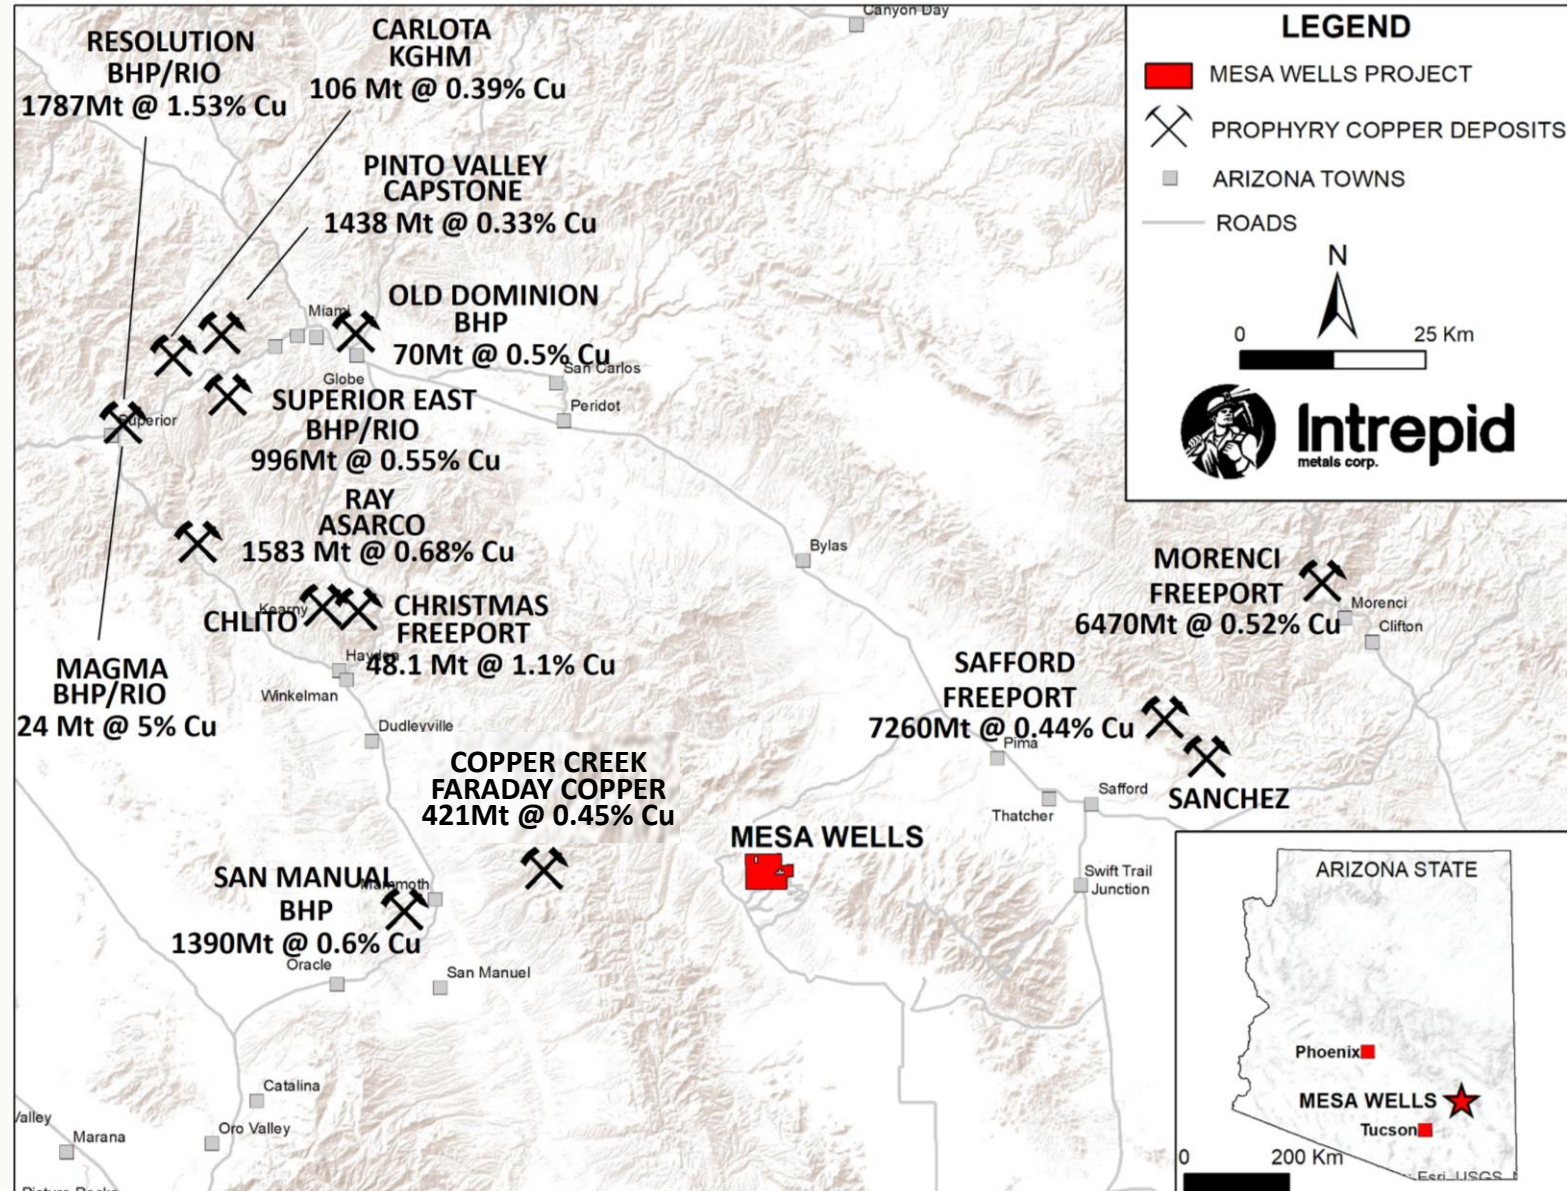 Canyon Day
RESOLUTION
BHP/RIO
1787Mt @ 1.53% Cu
CARLOTA
KGHM
106 Mt @ 0.39% Cu
PINTO VALLEY
CAPSTONE
1438 Mt @ 0.33% Cu
Miami
OLD DOMINION
BHP
70Mt @ 0.5% Cu
Globe
San Carlos
Peridot
Superior
SUPERIOR EAST
BHP/RIO
996Mt @ 0.55% Cu
RAY
ASARCO
1583 Mt @ 0.68% Cu
Bylas
Kearny
CHLITO
CHRISTMAS
FREEPORT
48.1 Mt @ 1.1% Cu
Hayden
Winkelman
MAGMA
BHP/RIO
24 Mt @ 5% Cu
Dudleyville
MORENCI
FREEPORT
6470Mt @ 0.52% Cu
Morenci
Clifton
SAFFORD
FREEPORT
7260Mt @ 0.44% Cu
Pima
SANCHEZ
Safford
Thatcher
COPPER CREEK
FARADAY COPPER
421Mt @ 0.45% Cu
MESA WELLS
Swift Trail
Junction
SAN MANUAL
BHP
1390Mt @ 0.6% Cu
Mammoth
Oracle
San Manuel
Catalina
Oro Valley
Valley
Marana
LEGEND
MESA WELLS PROJECT
PROPHYRY COPPER DEPOSITS
ARIZONA TOWNS
ROADS
N
0 25 Km
Intrepid
metals corp.
ARIZONA STATE
Phoenix
MESA WELLS
Tucson
0 200 Km
Esri, USGS